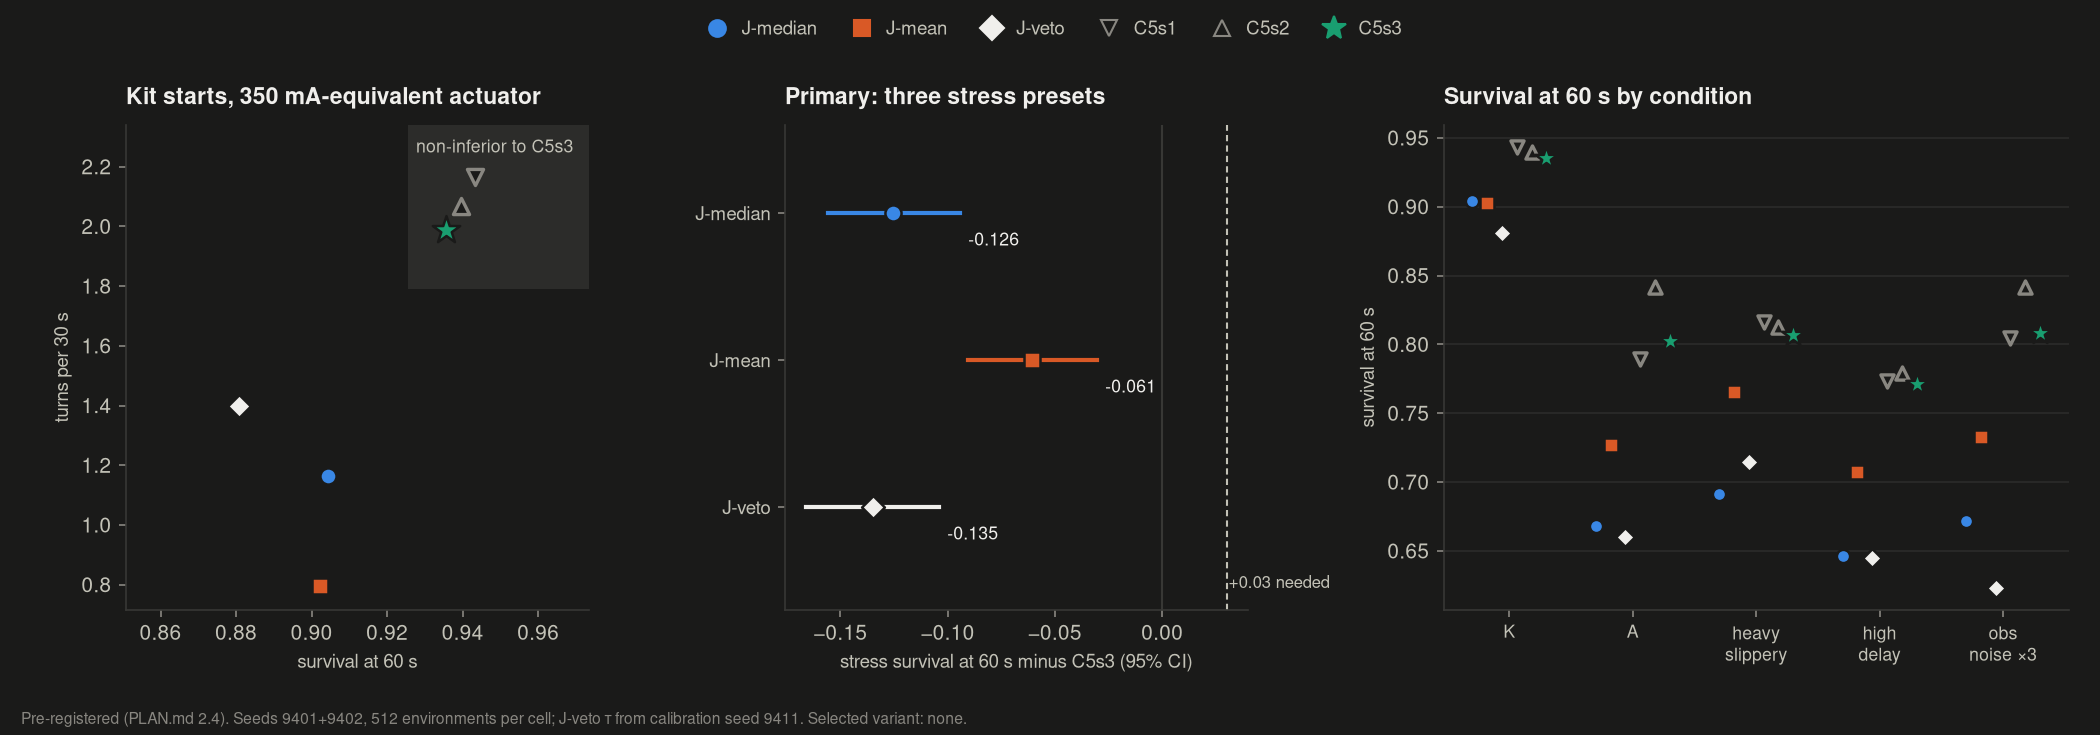 J-median
J-mean
J-veto
C5s1
C5s2
C5s3
Kit starts, 350 mA-equivalent actuator
non-inferior to C5s3
2.2
2.0
1.8
1.6
1.4
1.2
1.0
0.8
turns per 30 s
0.86
0.88
0.90
0.92
0.94
0.96
survival at 60 s
Primary: three stress presets
J-median
-0.126
J-mean
-0.061
J-veto
-0.135
+0.03 needed
−0.15
−0.10
−0.05
0.00
stress survival at 60 s minus C5s3 (95% CI)
Survival at 60 s by condition
0.95
0.90
0.85
0.80
0.75
0.70
0.65
survival at 60 s
K
A
heavy
slippery
high
delay
obs
noise ×3
Pre-registered (PLAN.md 2.4). Seeds 9401+9402, 512 environments per cell; J-veto τ from calibration seed 9411. Selected variant: none.